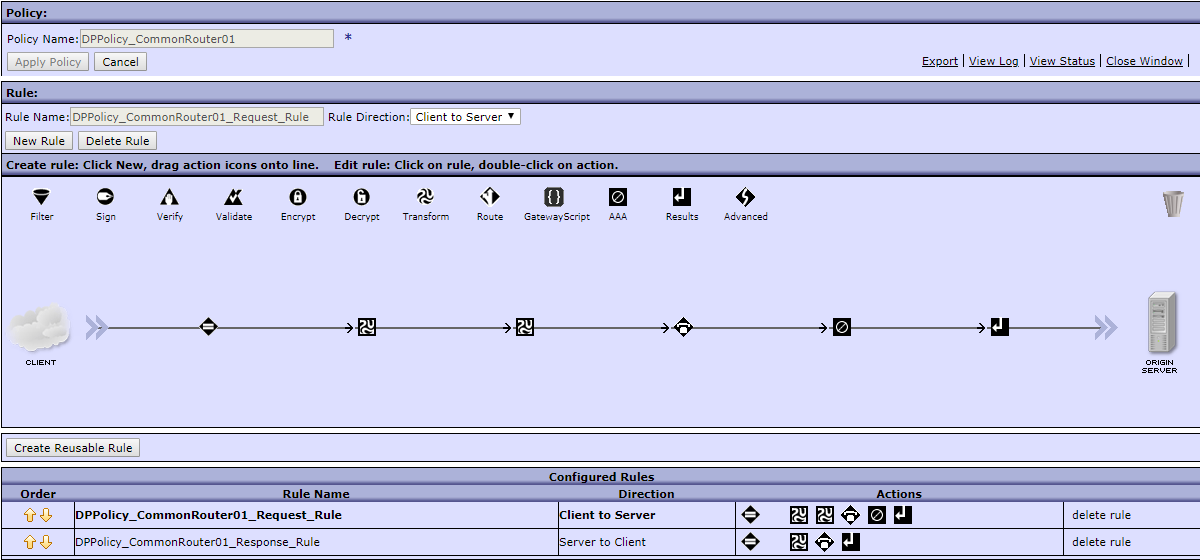 Policy:
Policy Name: DPPolicy_CommonRouter01 *
Apply Policy Cancel Export | View Log | View Status | Close Window |
Rule:
Rule Name: DPPolicy_CommonRouter01_Request_Rule Rule Direction: Client to Server ▼
New Rule Delete Rule
Create rule: Click New, drag action icons onto line. Edit rule: Click on rule, double-click on action.
Filter Sign Verify Validate Encrypt Decrypt Transform Route GatewayScript AAA Results Advanced
CLIENT
ORIGIN
SERVER
Create Reusable Rule
Configured Rules
Order Rule Name Direction Actions
DPPolicy_CommonRouter01_Request_Rule Client to Server delete rule
DPPolicy_CommonRouter01_Response_Rule Server to Client delete rule